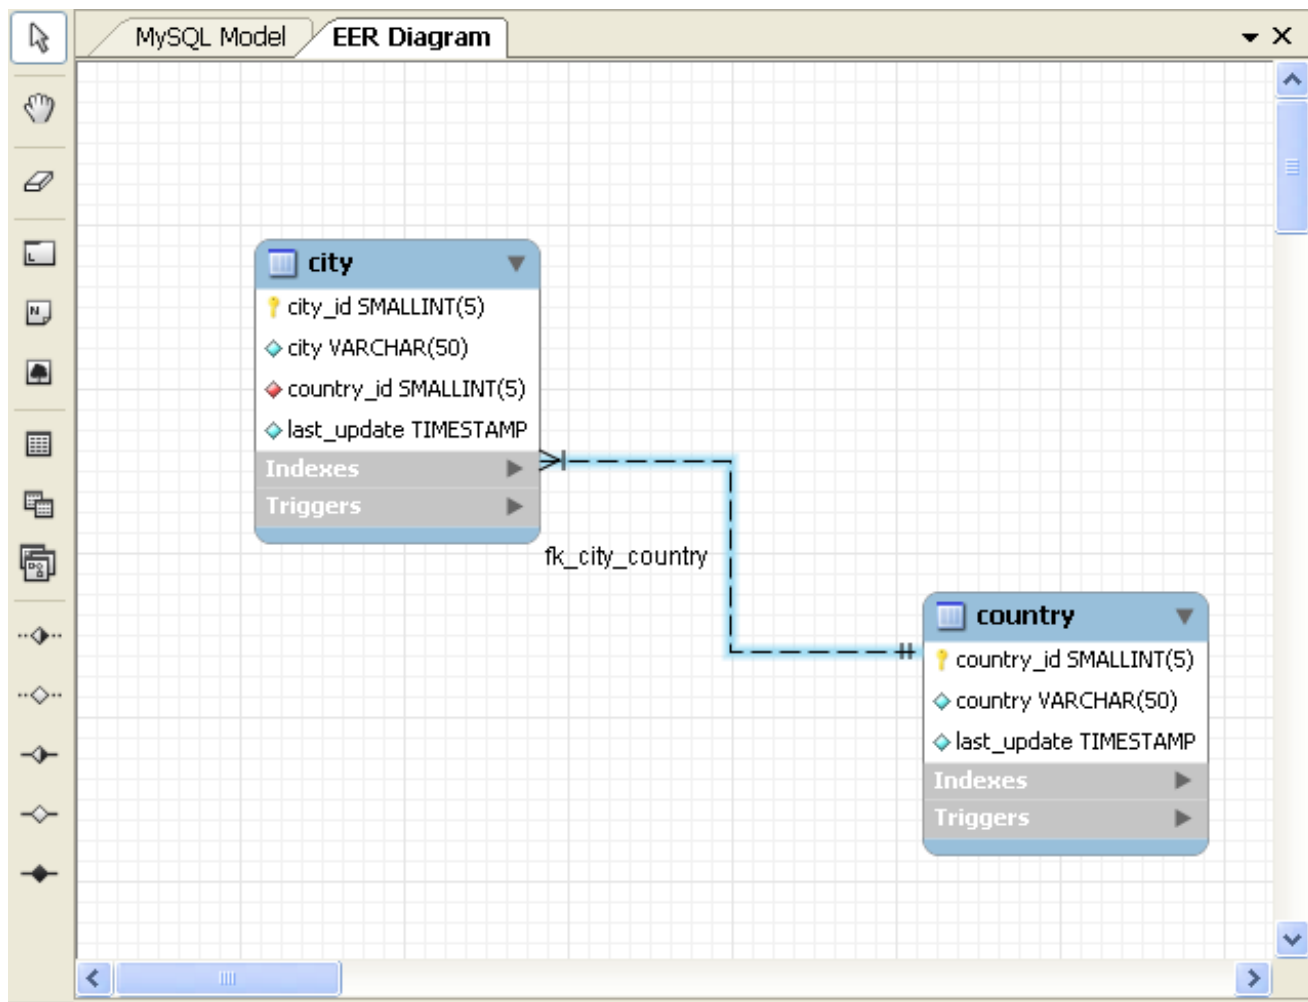 MySQL Model
EER Diagram
city
city_id SMALLINT(5)
city VARCHAR(50)
country_id SMALLINT(5)
last_update TIMESTAMP
Indexes
Triggers
fk_city_country
country
country_id SMALLINT(5)
country VARCHAR(50)
last_update TIMESTAMP
Indexes
Triggers